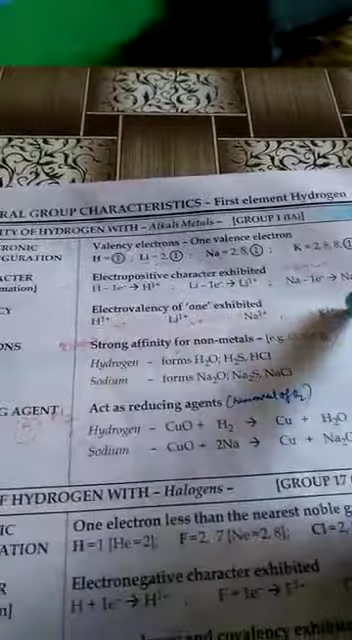 RAL GROUP CHARACTERISTICS – First element Hydrogen
TY OF HYDROGEN WITH – Alkali Metals – [GROUP 1 (IA)]
RONIC
GURATION
Valency electrons – One valence electron
H = 1 ; Li – 2, 1 ; Na = 2, 8, 1 ; K = 2, 8, 8, 1
ACTER
mation]
Electropositive character exhibited
H – 1e⁻ → H¹⁺ ; Li – 1e⁻ → Li¹⁺ ; Na – 1e⁻ → Na
CY
Electrovalency of 'one' exhibited
H¹⁺ Li¹⁺ Na¹⁺
ONS
Strong affinity for non-metals – [e.g.
Hydrogen – forms H₂O; H₂S, HCl
Sodium – forms Na₂O; Na₂S, NaCl
G AGENT
Act as reducing agents (Removal of O₂)
Hydrogen – CuO + H₂ → Cu + H₂O
Sodium – CuO + 2Na → Cu + Na₂O
F HYDROGEN WITH – Halogens – [GROUP 17
IC
ATION
One electron less than the nearest noble g
H=1 [He=2]; F=2, 7 [Ne=2, 8]; Cl=2,
R
n]
Electronegative character exhibited
H + 1e⁻ → H¹⁻ F + 1e⁻ → F¹⁻
and covalency exhibi